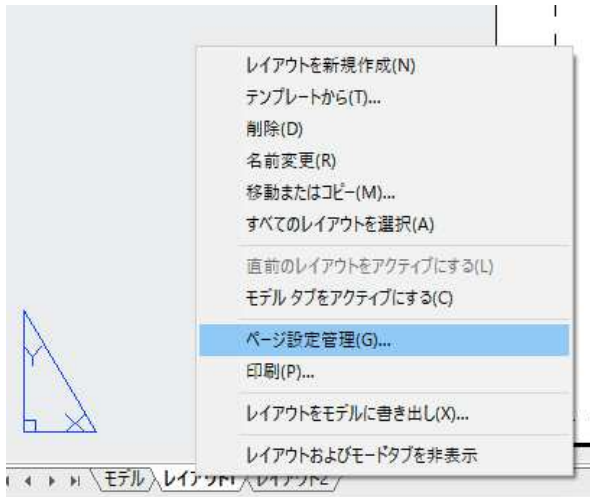 レイアウトを新規作成(N)
テンプレートから(T)...
削除(D)
名前変更(R)
移動またはコピー(M)...
すべてのレイアウトを選択(A)
直前のレイアウトをアクティブにする(L)
モデル タブをアクティブにする(C)
ページ設定管理(G)...
印刷(P)...
レイアウトをモデルに書き出し(X)...
レイアウトおよびモードタブを非表示
Y
X
モデル レイアウト1 レイアウト2